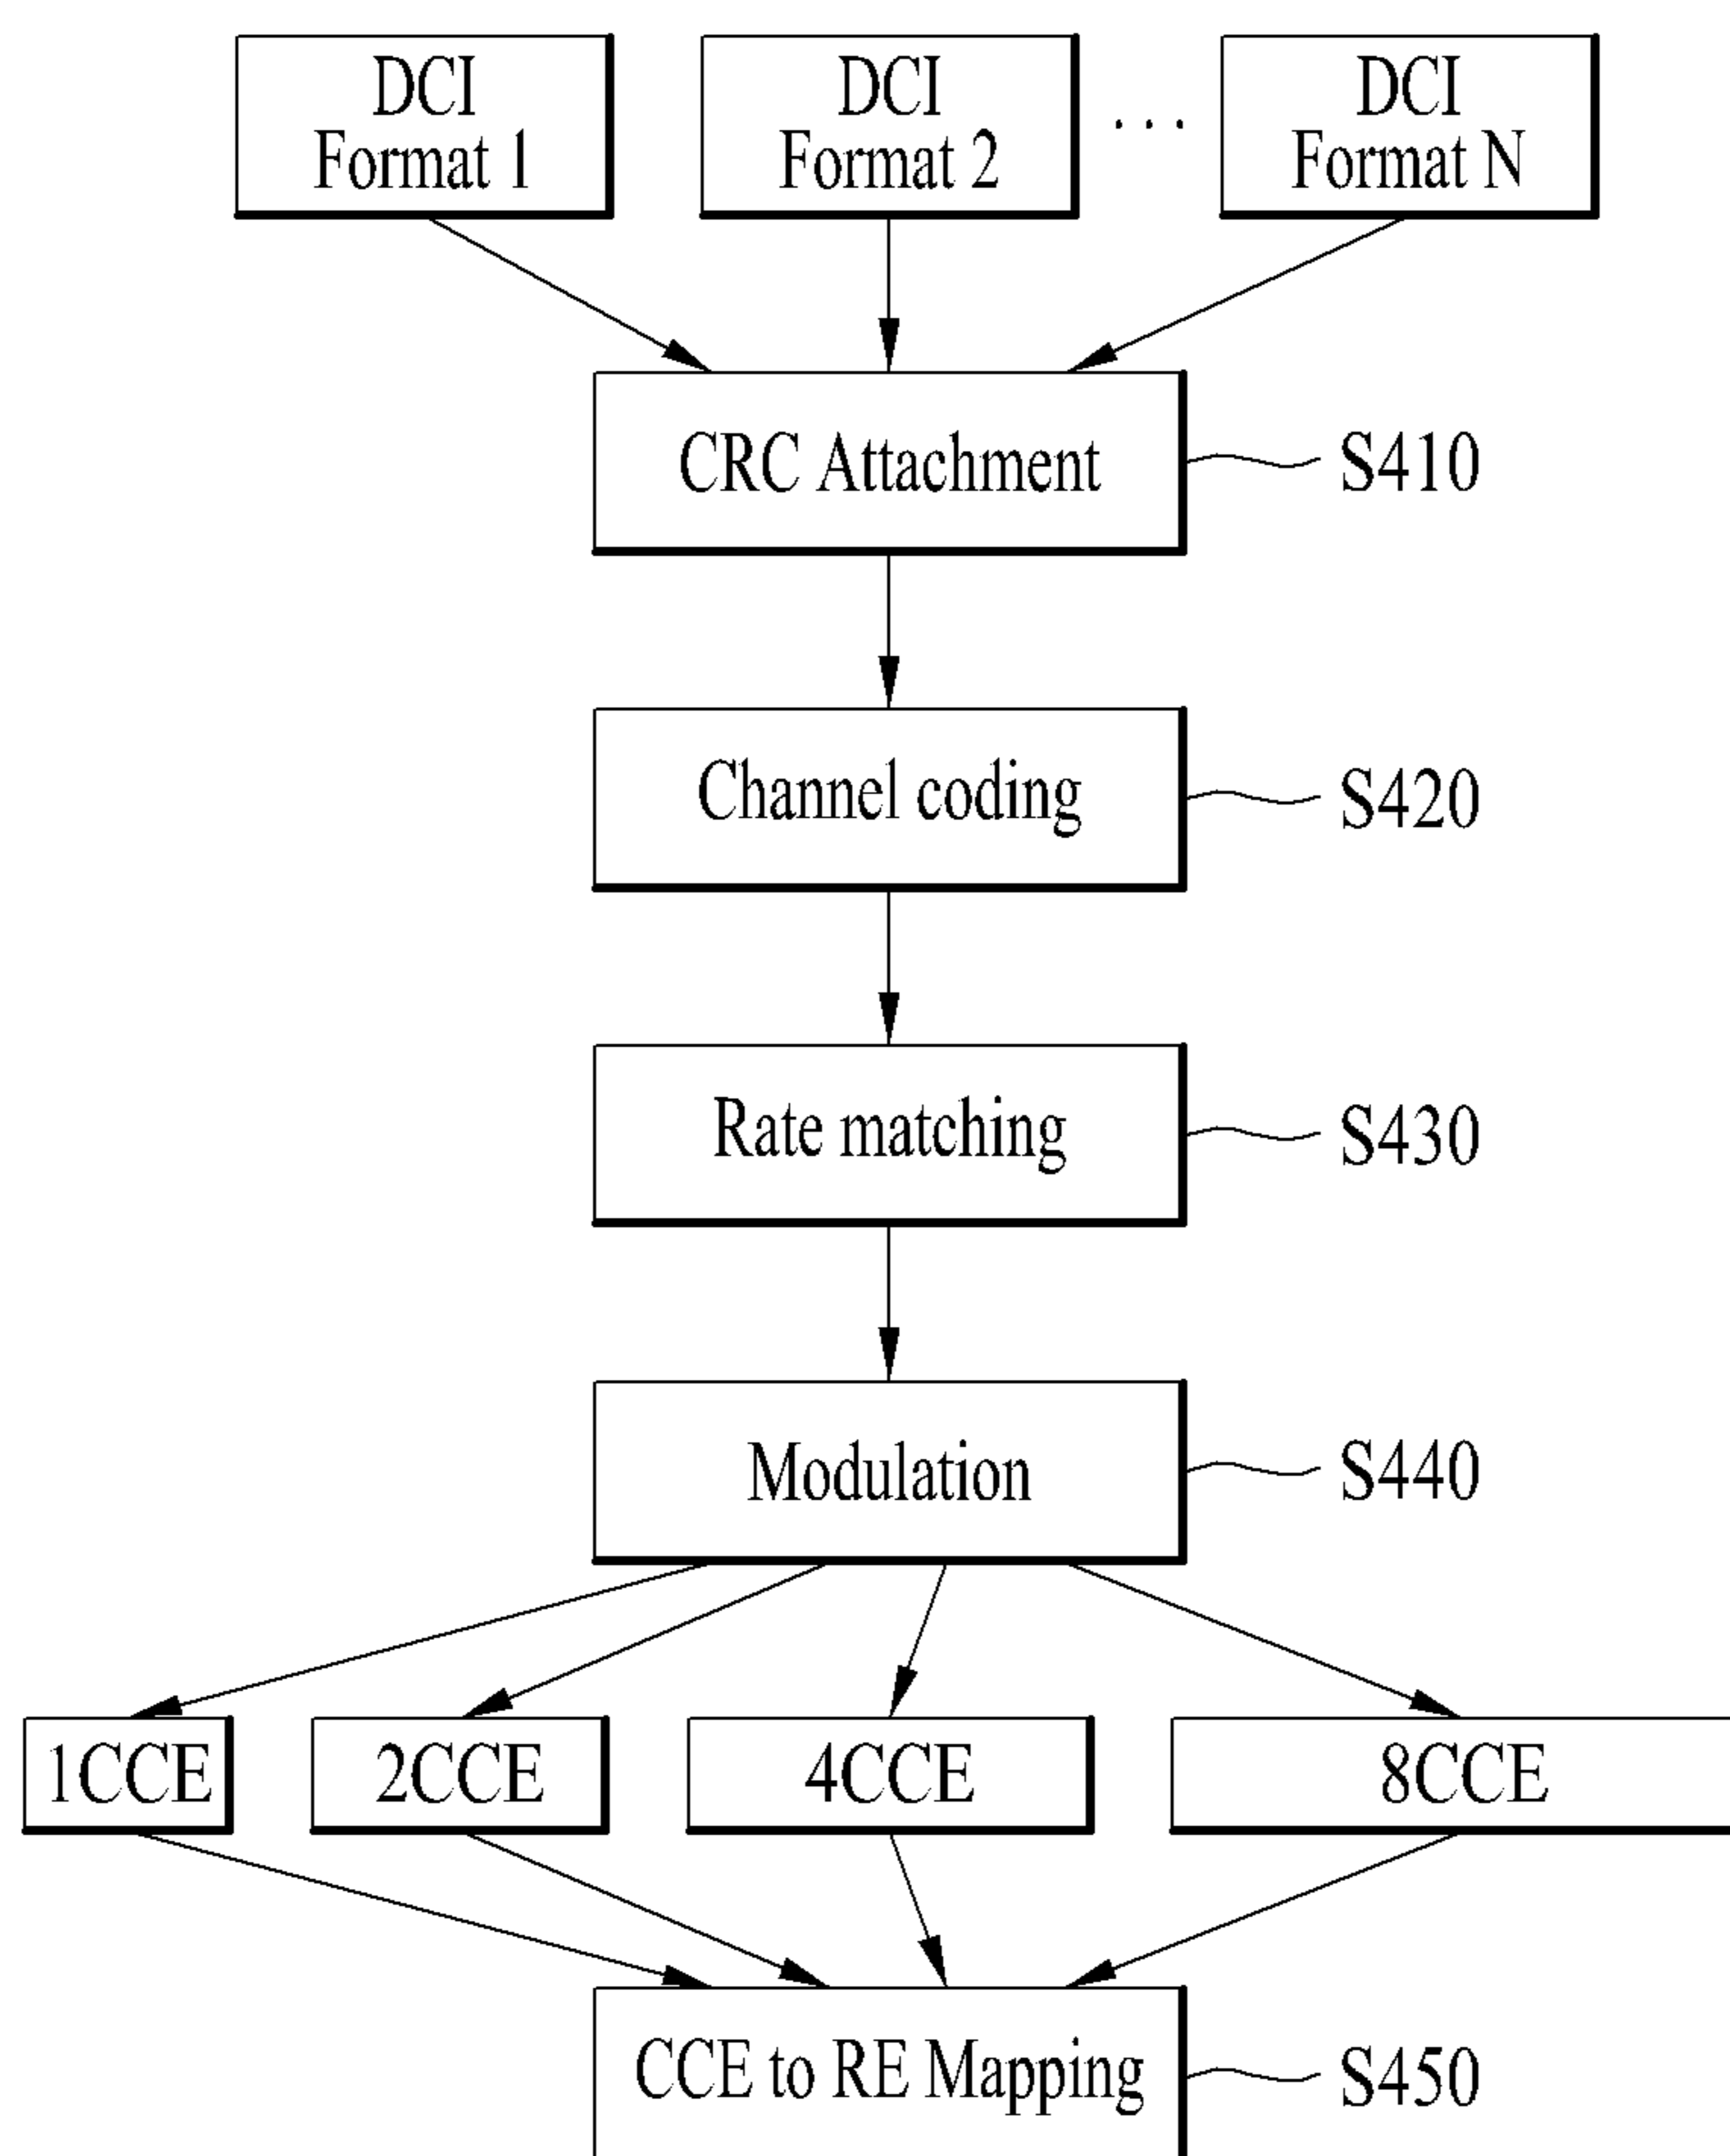 DCI
Format 1
DCI
Format 2
...
DCI
Format N
CRC Attachment
S410
Channel coding
S420
Rate matching
S430
Modulation
S440
1CCE
2CCE
4CCE
8CCE
CCE to RE Mapping
S450